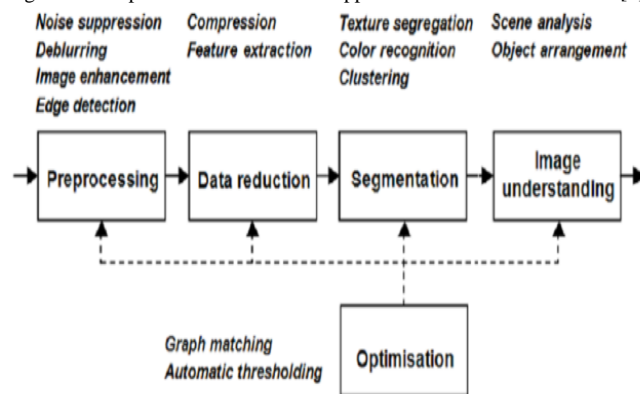 Noise suppression
Deblurring
Image enhancement
Edge detection
Compression
Feature extraction
Texture segregation
Color recognition
Clustering
Scene analysis
Object arrangement
Preprocessing
Data reduction
Segmentation
Image
understanding
Graph matching
Automatic thresholding
Optimisation